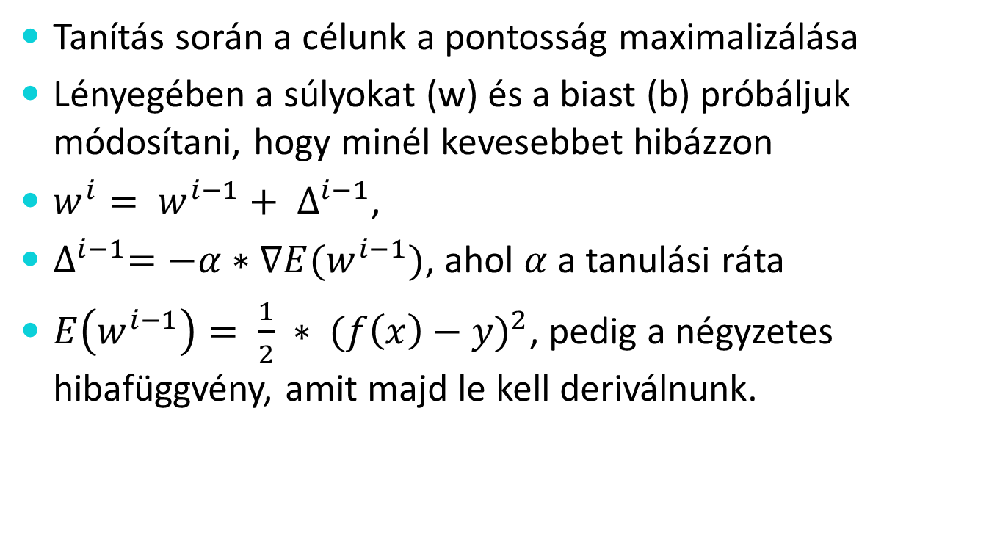 • Tanítás során a célunk a pontosság maximalizálása
• Lényegében a súlyokat (w) és a biast (b) próbáljuk
módosítani, hogy minél kevesebbet hibázzon
• $w^{i} = w^{i-1} + \Delta^{i-1}$,
• $\Delta^{i-1} = -\alpha * \nabla E(w^{i-1})$, ahol $\alpha$ a tanulási ráta
• $E(w^{i-1}) = \frac{1}{2} * (f(x) - y)^{2}$, pedig a négyzetes
hibafüggvény, amit majd le kell deriválnunk.